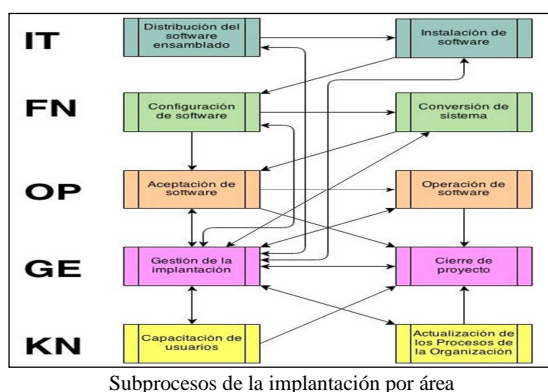 IT
Distribución del
software
ensamblado
Instalación de
software
FN
Configuración
de software
Conversión de
sistema
OP
Aceptación de
software
Operación de
software
GE
Gestión de la
implantación
Cierre de
proyecto
KN
Capacitación de
usuarios
Actualización de
los Procesos de
la Organización
Subprocesos de la implantación por área